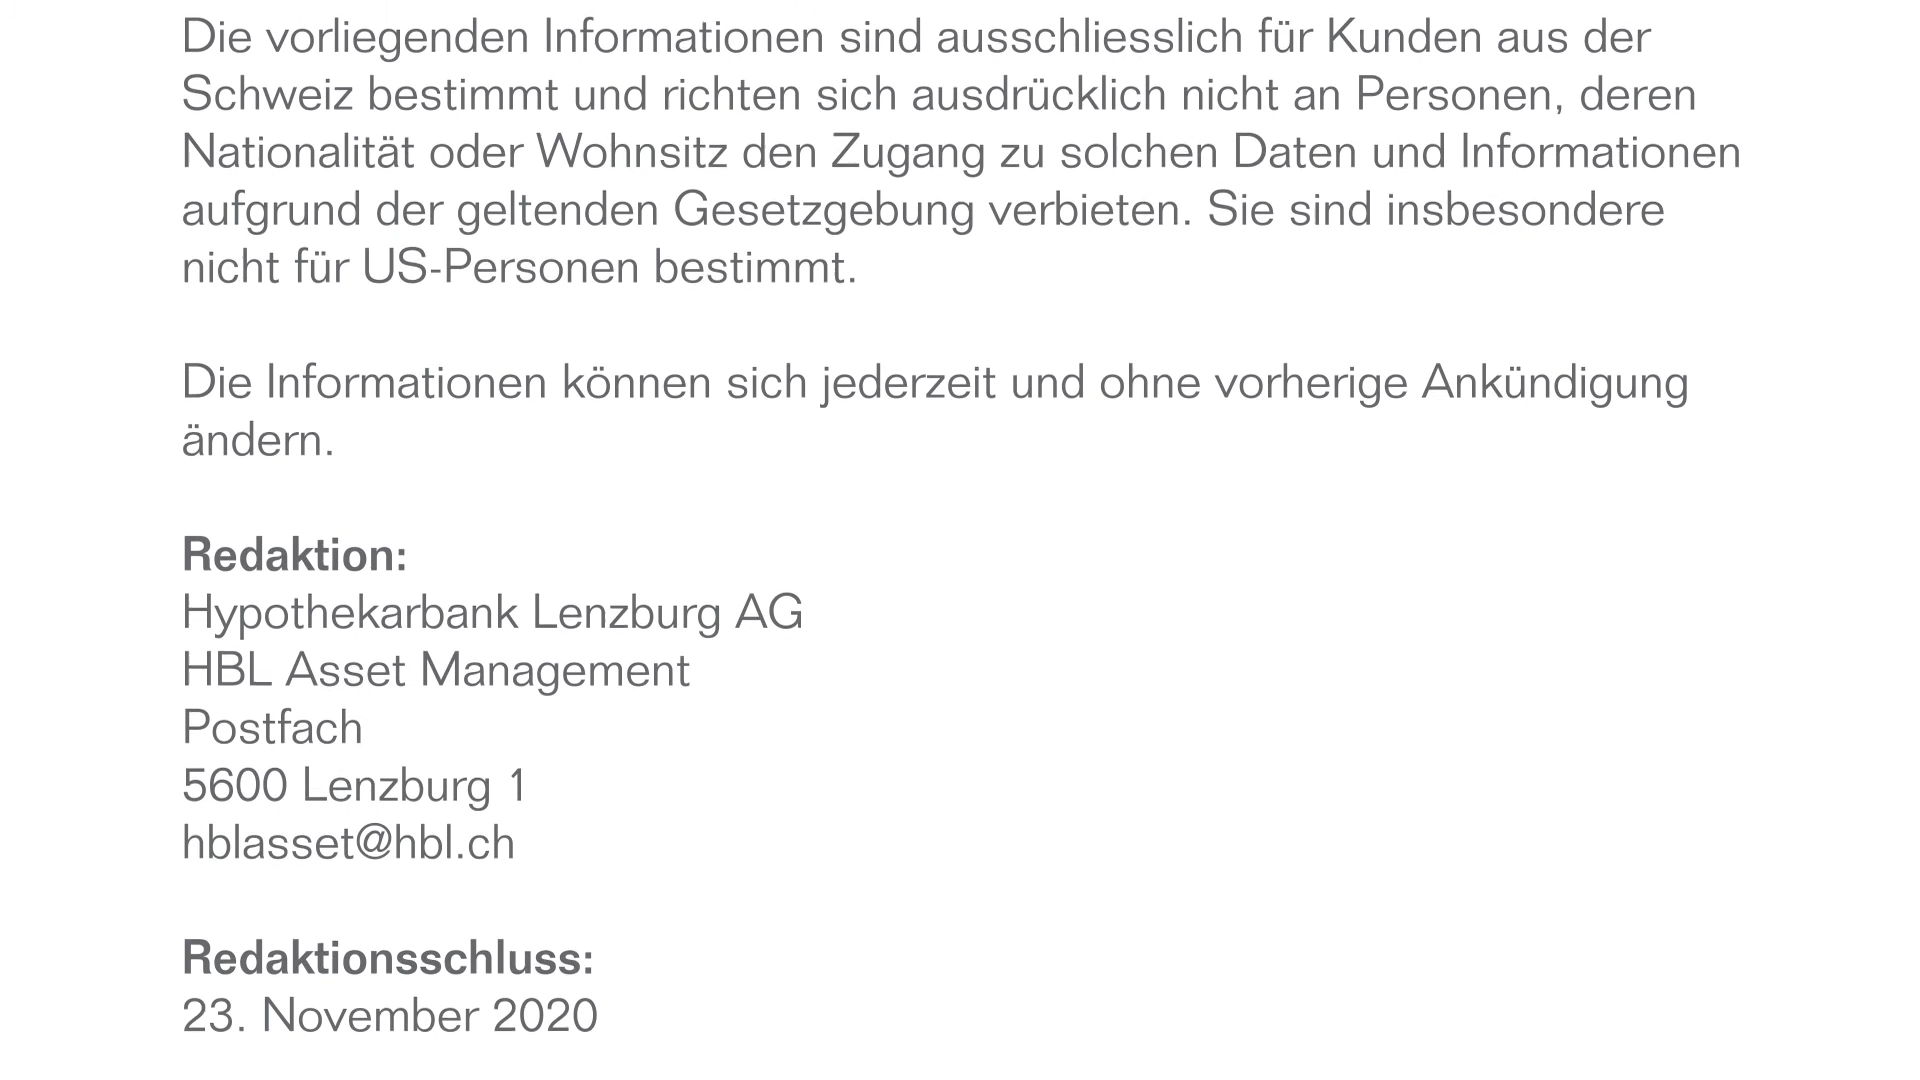 Die vorliegenden Informationen sind ausschliesslich für Kunden aus der
Schweiz bestimmt und richten sich ausdrücklich nicht an Personen, deren
Nationalität oder Wohnsitz den Zugang zu solchen Daten und Informationen
aufgrund der geltenden Gesetzgebung verbieten. Sie sind insbesondere
nicht für US-Personen bestimmt.
Die Informationen können sich jederzeit und ohne vorherige Ankündigung
ändern.
Redaktion:
Hypothekarbank Lenzburg AG
HBL Asset Management
Postfach
5600 Lenzburg 1
hblasset@hbl.ch
Redaktionsschluss:
23. November 2020